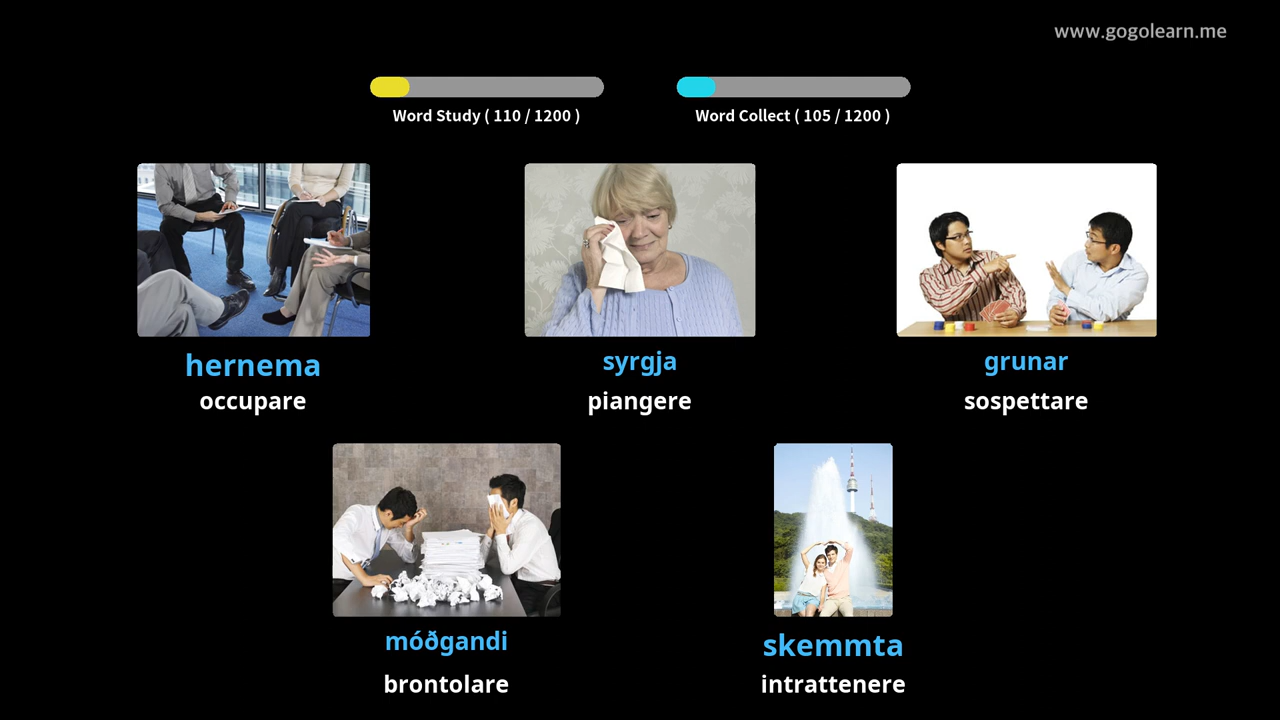 www.gogolearn.me
Word Study ( 110 / 1200 )
Word Collect ( 105 / 1200 )
hernema
occupare
syrgja
piangere
grunar
sospettare
móðgandi
brontolare
skemmta
intrattenere